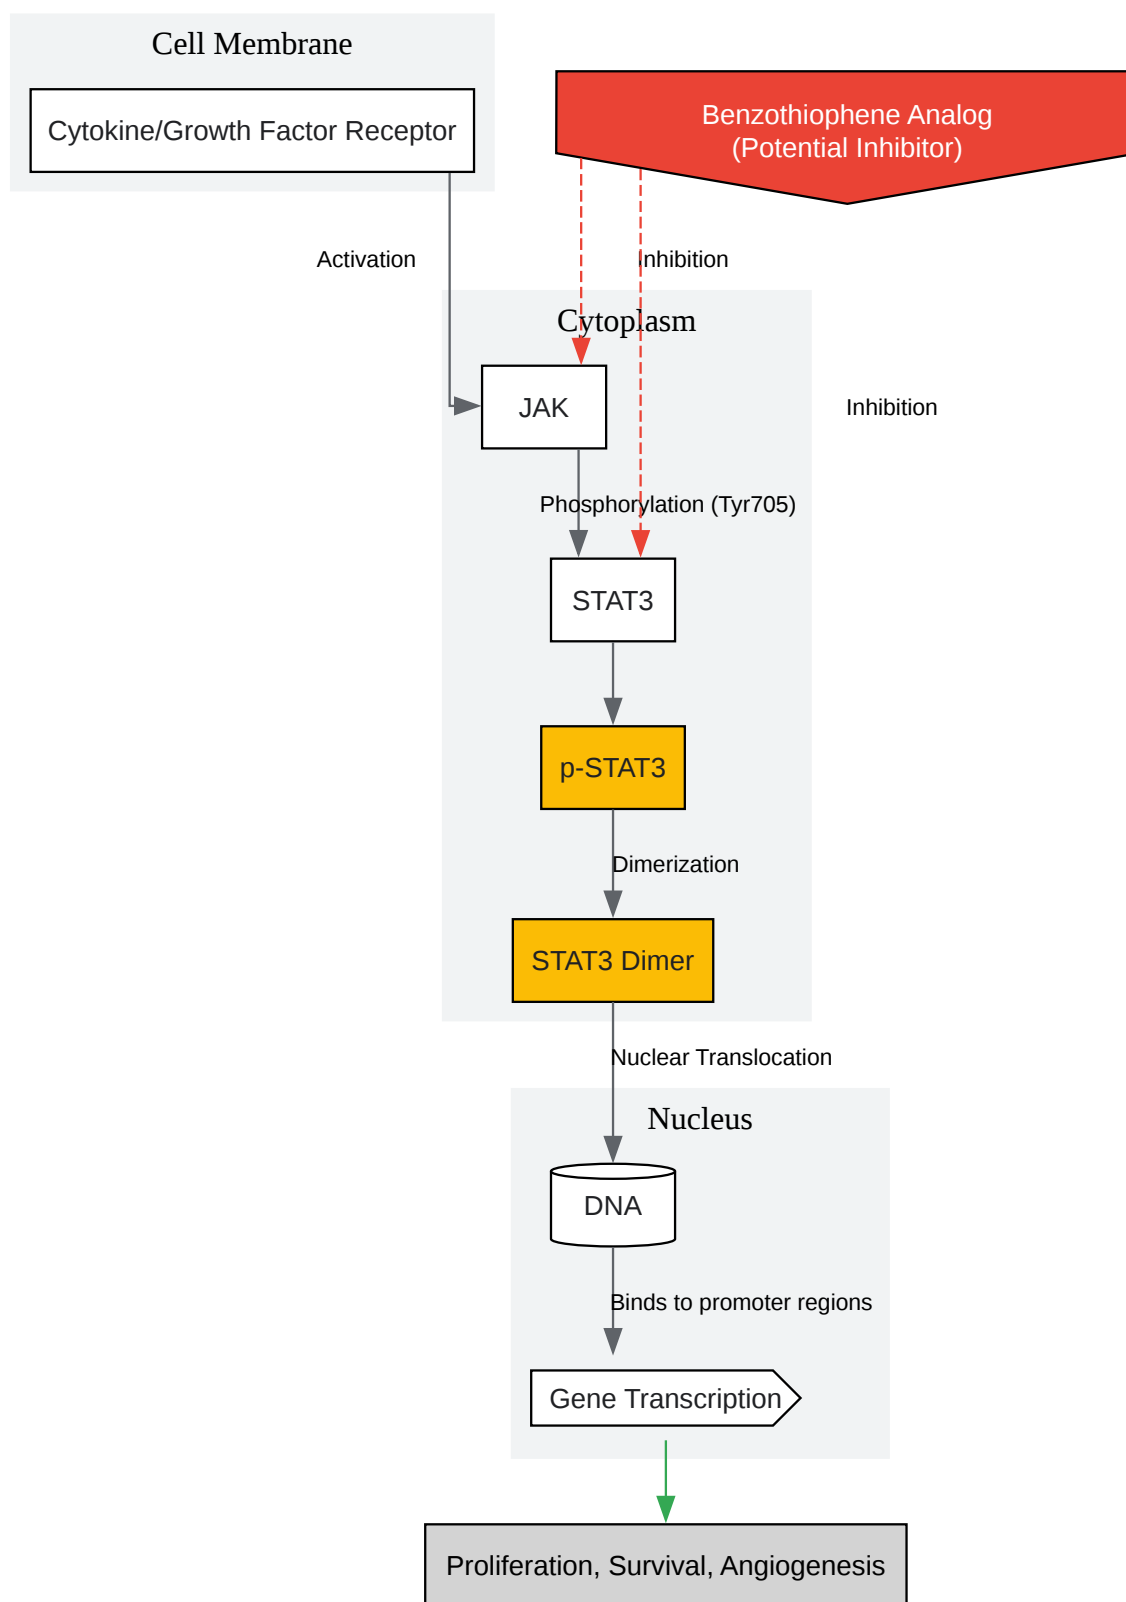 Cell Membrane
Cytokine/Growth Factor Receptor
Benzothiophene Analog
(Potential Inhibitor)
Activation
Inhibition
Cytoplasm
JAK
Inhibition
Phosphorylation (Tyr705)
STAT3
p-STAT3
Dimerization
STAT3 Dimer
Nuclear Translocation
Nucleus
DNA
Binds to promoter regions
Gene Transcription
Proliferation, Survival, Angiogenesis